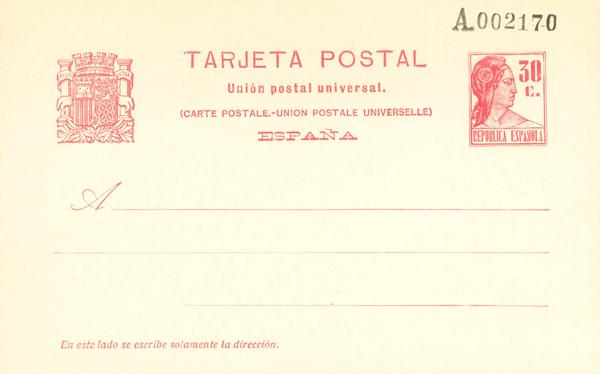 A.002170
TARJETA POSTAL
Unión postal universal.
(CARTE POSTALE.-UNION POSTALE UNIVERSELLE)
ESPAÑA
30
C.
REPUBLICA ESPAÑOLA
A
En este lado se escribe solamente la dirección.